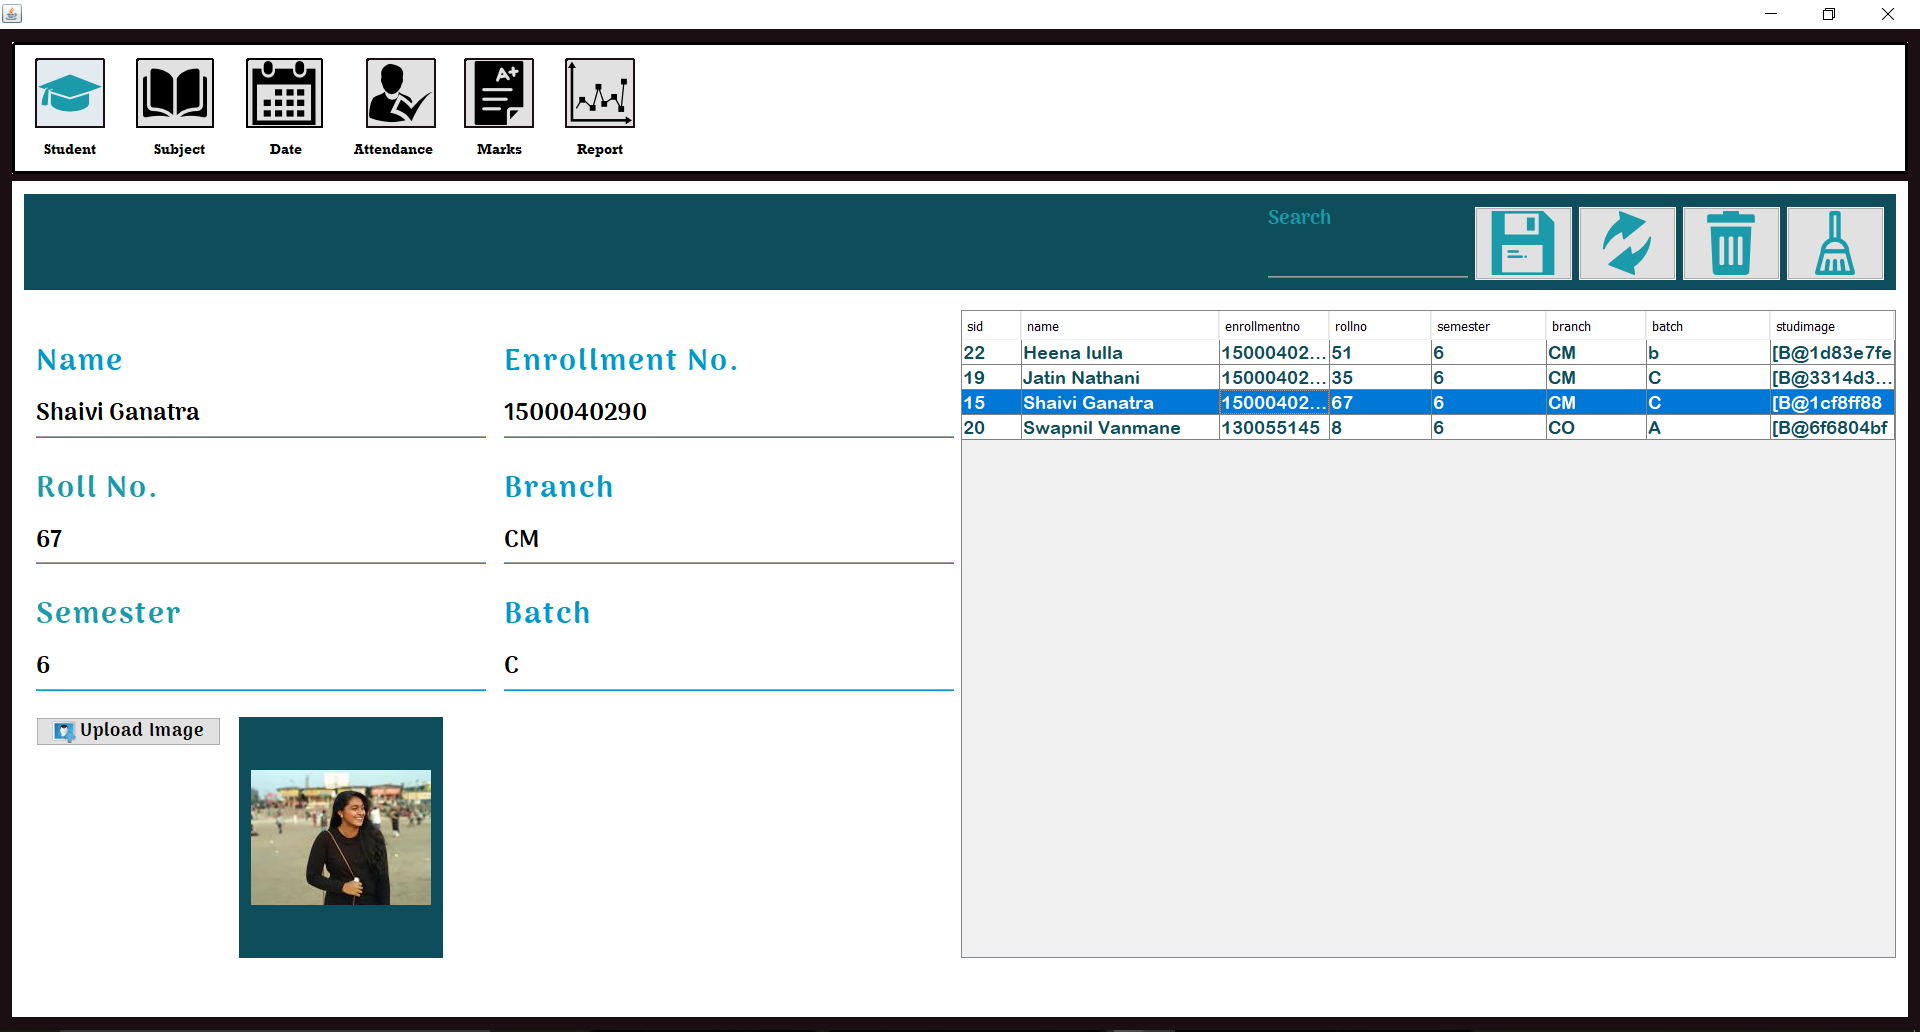 Student Subject Date Attendance Marks Report
A+
Search
Name Enrollment No.
Shaivi Ganatra 1500040290
Roll No. Branch
67 CM
Semester Batch
6 C
Upload Image
sid name enrollmentno rollno semester branch batch studimage
22 Heena lulla 15000402... 51 6 CM b [B@1d83e7fe
19 Jatin Nathani 15000402... 35 6 CM C [B@3314d3...
15 Shaivi Ganatra 15000402... 67 6 CM C [B@1cf8ff88
20 Swapnil Vanmane 130055145 8 6 CO A [B@6f6804bf